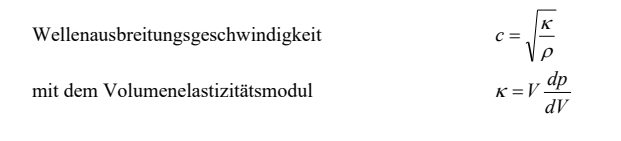 Wellenausbreitungsgeschwindigkeit c = √(κ/ρ)
mit dem Volumenelastizitätsmodul κ = V dp/dV